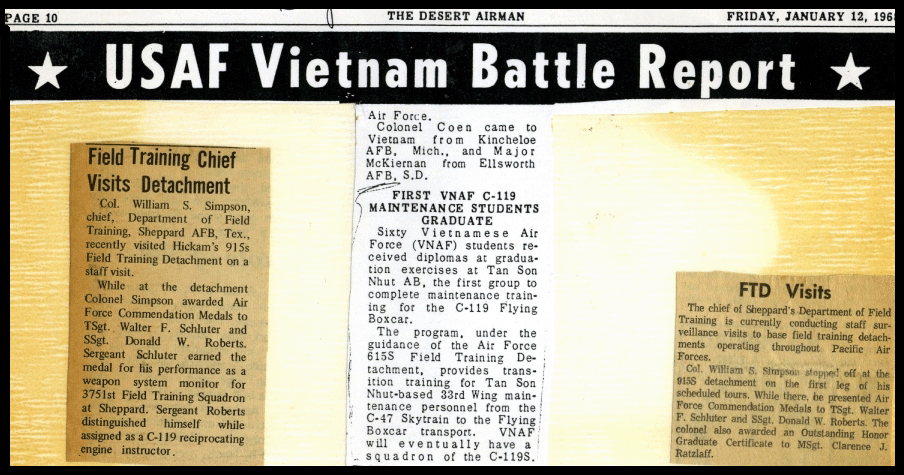 PAGE 10
THE DESERT AIRMAN
FRIDAY, JANUARY 12, 196
★ USAF Vietnam Battle Report ★
Field Training Chief
Visits Detachment
Col. William S. Simpson,
chief, Department of Field
Training, Sheppard AFB, Tex.,
recently visited Hickam's 915s
Field Training Detachment on a
staff visit.
While at the detachment
Colonel Simpson awarded Air
Force Commendation Medals to
TSgt. Walter F. Schluter and
SSgt. Donald W. Roberts.
Sergeant Schluter earned the
medal for his performance as a
weapon system monitor for
3751st Field Training Squadron
at Sheppard. Sergeant Roberts
distinguished himself while
assigned as a C-119 reciprocating
engine instructor.
Air Force.
Colonel Coen came to
Vietnam from Kincheloe
AFB, Mich., and Major
McKiernan from Ellsworth
AFB, S.D.
FIRST VNAF C-119
MAINTENANCE STUDENTS
GRADUATE
Sixty Vietnamese Air
Force (VNAF) students re-
ceived diplomas at gradua-
tion exercises at Tan Son
Nhut AB, the first group to
complete maintenance train-
ing for the C-119 Flying
Boxcar.
The program, under the
guidance of the Air Force
615S Field Training De-
tachment, provides trans-
ition training for Tan Son
Nhut-based 33rd Wing main-
tenance personnel from the
C-47 Skytrain to the Flying
Boxcar transport. VNAF
will eventually have a
squadron of the C-119S.
FTD Visits
The chief of Sheppard's Department of Field
Training is currently conducting staff sur-
veillance visits to base field training detach-
ments operating throughout Pacific Air
Forces.
Col. William S. Simpson stopped off at the
915S detachment on the first leg of his
scheduled tours. While there, he presented Air
Force Commendation Medals to TSgt. Walter
F. Schluter and SSgt. Donald W. Roberts. The
colonel also awarded an Outstanding Honor
Graduate Certificate to MSgt. Clarence J.
Ratzlaff.